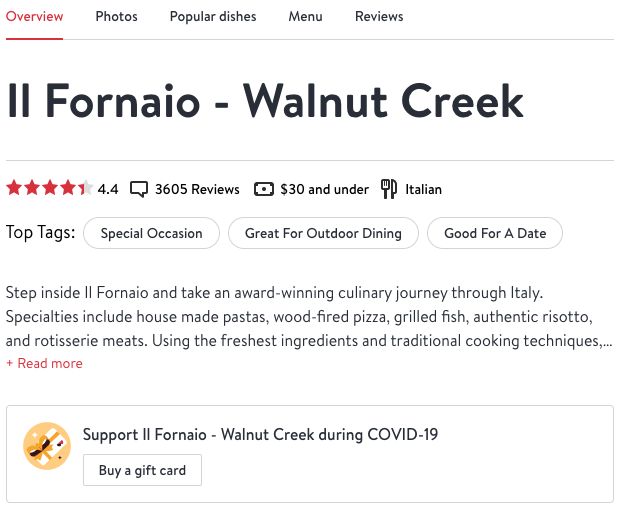 Overview Photos Popular dishes Menu Reviews
Il Fornaio - Walnut Creek
4.4 3605 Reviews $30 and under Italian
Top Tags: Special Occasion Great For Outdoor Dining Good For A Date
Step inside Il Fornaio and take an award-winning culinary journey through Italy.
Specialties include house made pastas, wood-fired pizza, grilled fish, authentic risotto,
and rotisserie meats. Using the freshest ingredients and traditional cooking techniques,...
+ Read more
Support Il Fornaio - Walnut Creek during COVID-19
Buy a gift card